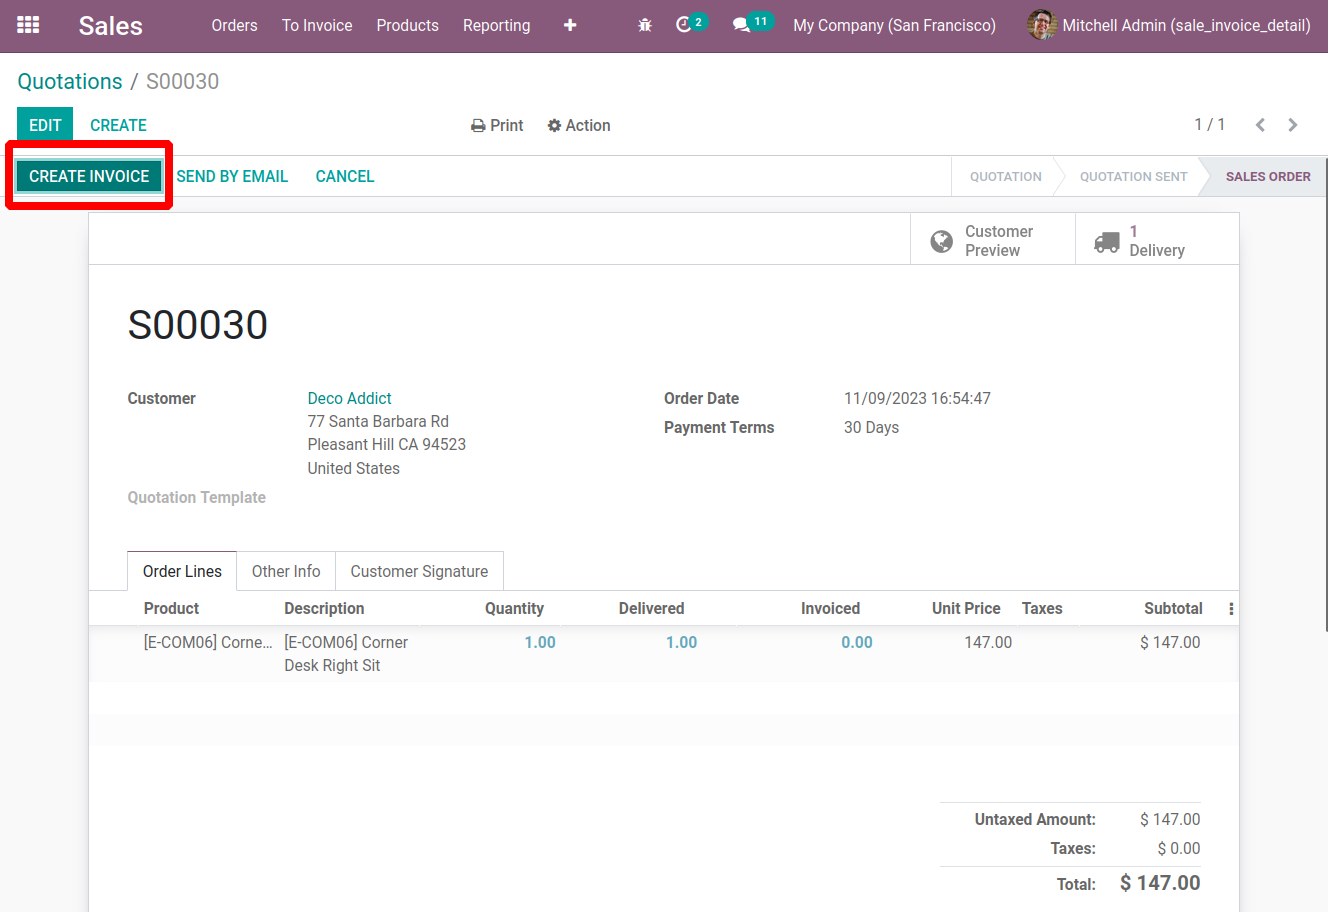 Sales Orders To Invoice Products Reporting 2 11 My Company (San Francisco) Mitchell Admin (sale_invoice_detail)
Quotations / S00030
EDIT CREATE Print Action 1 / 1
CREATE INVOICE SEND BY EMAIL CANCEL QUOTATION QUOTATION SENT SALES ORDER
Customer
Preview
1
Delivery
S00030
Customer Deco Addict
77 Santa Barbara Rd
Pleasant Hill CA 94523
United States
Order Date 11/09/2023 16:54:47
Payment Terms 30 Days
Quotation Template
Order Lines Other Info Customer Signature
Product Description Quantity Delivered Invoiced Unit Price Taxes Subtotal
[E-COM06] Corne... [E-COM06] Corner 1.00 1.00 0.00 147.00 $ 147.00
Desk Right Sit
Untaxed Amount: $ 147.00
Taxes: $ 0.00
Total: $ 147.00